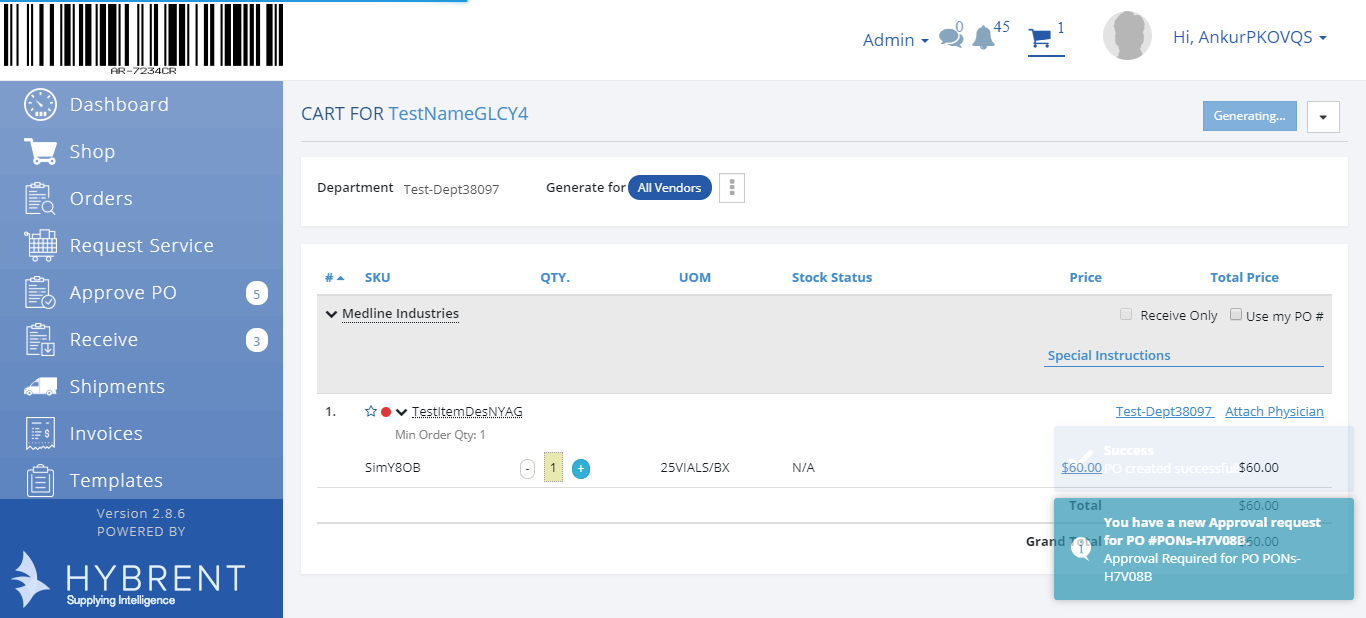 AR-7234CR
Admin
0
45
1
Hi, AnkurPKOVQS
Dashboard
Shop
Orders
Request Service
Approve PO 5
Receive 3
Shipments
Invoices
Templates
Version 2.8.6
POWERED BY
HYBRENT
Supplying Intelligence
CART FOR TestNameGLCY4
Generating...
Department Test-Dept38097 Generate for All Vendors
# SKU QTY. UOM Stock Status Price Total Price
Medline Industries Receive Only Use my PO #
Special Instructions
1. TestItemDesNYAG Test-Dept38097 Attach Physician
Min Order Qty: 1
SimY8OB - 1 + 25VIALS/BX N/A $60.00 $60.00
Success
PO created successful
Total $60.00
Grand Total $60.00
You have a new Approval request
for PO #PONs-H7V08B
Approval Required for PO PONs-
H7V08B